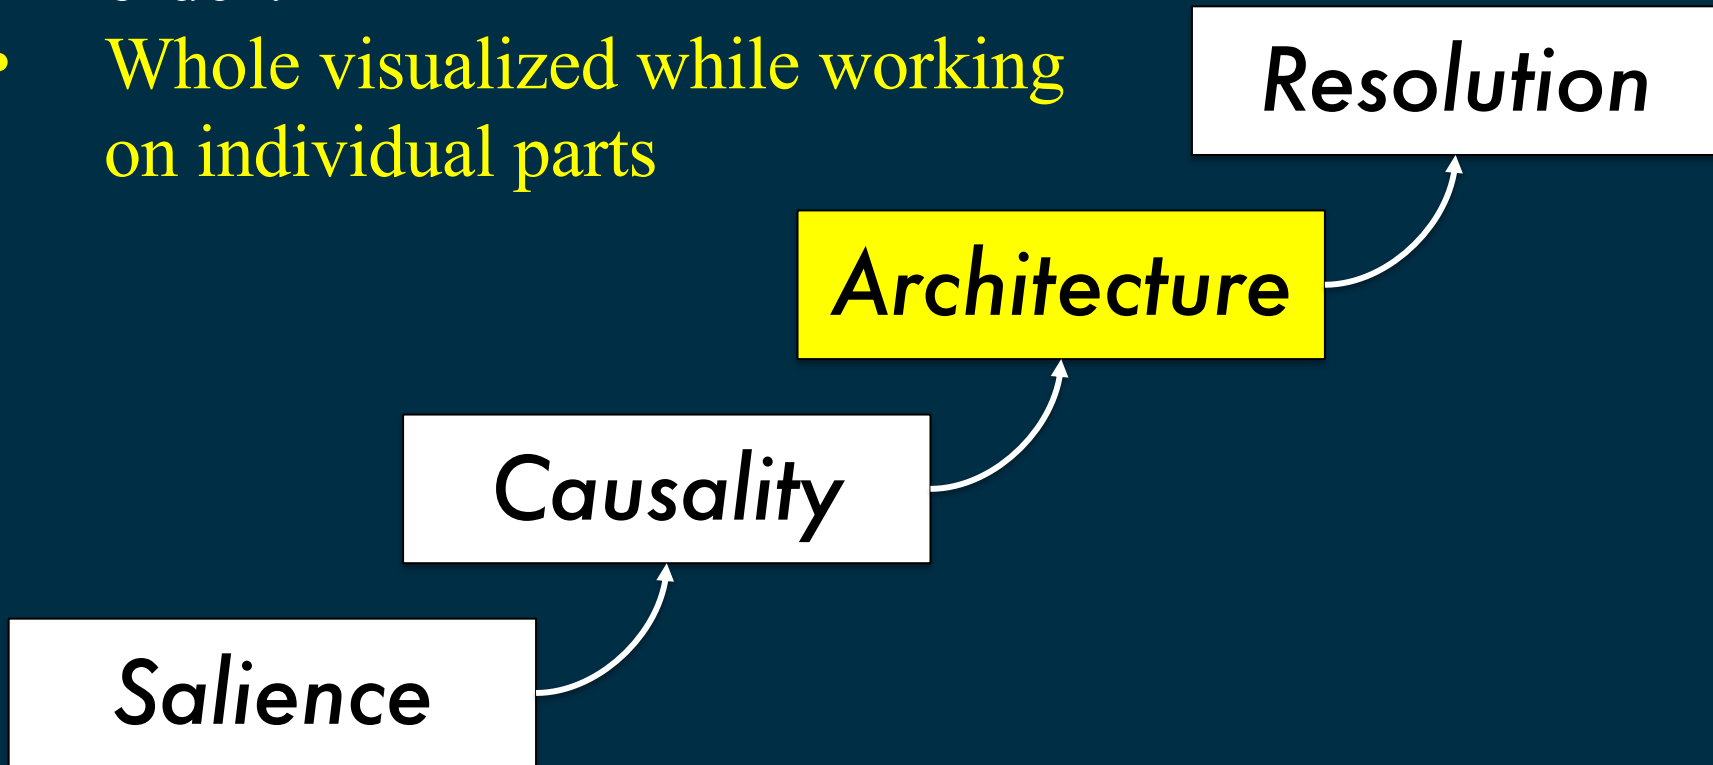 • Whole visualized while working
on individual parts
Resolution
Architecture
Causality
Salience